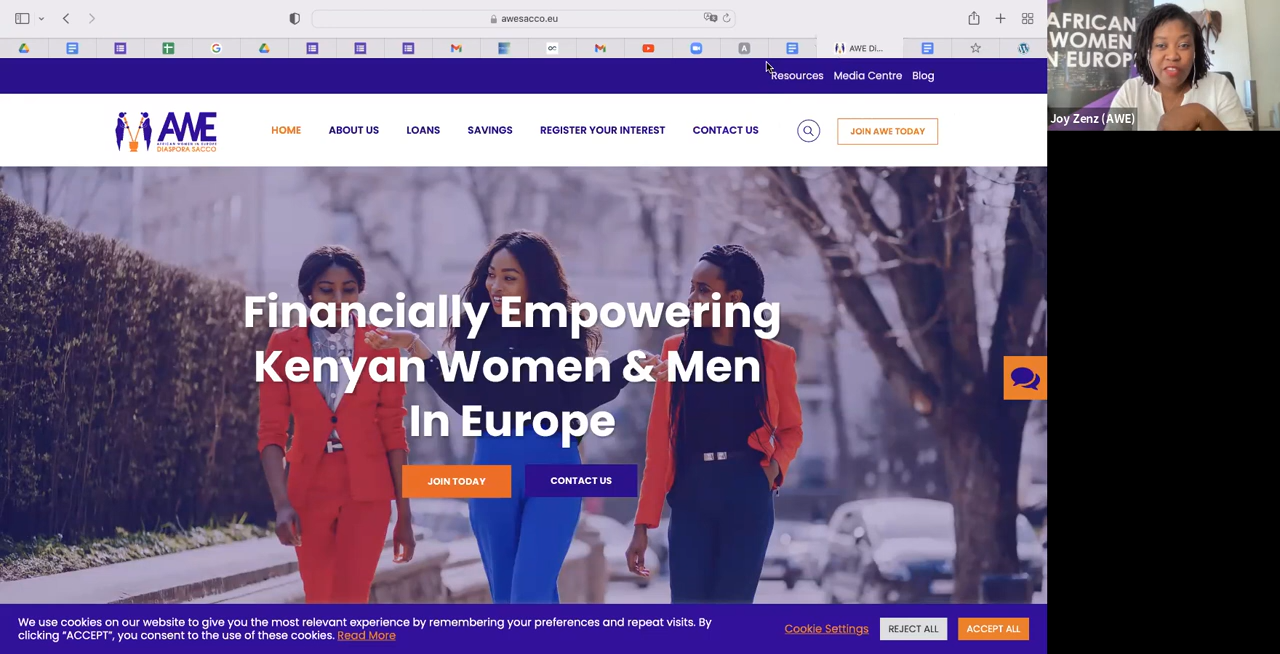 awesacco.eu
AWE Di...
Resources Media Centre Blog
AWE
AFRICAN WOMEN IN EUROPE
DIASPORA SACCO
HOME ABOUT US LOANS SAVINGS REGISTER YOUR INTEREST CONTACT US JOIN AWE TODAY
Financially Empowering
Kenyan Women & Men
In Europe
JOIN TODAY CONTACT US
We use cookies on our website to give you the most relevant experience by remembering your preferences and repeat visits. By
clicking “ACCEPT”, you consent to the use of these cookies. Read More
Cookie Settings REJECT ALL ACCEPT ALL
AFRICAN
WOMEN
N EUROP
Joy Zenz (AWE)